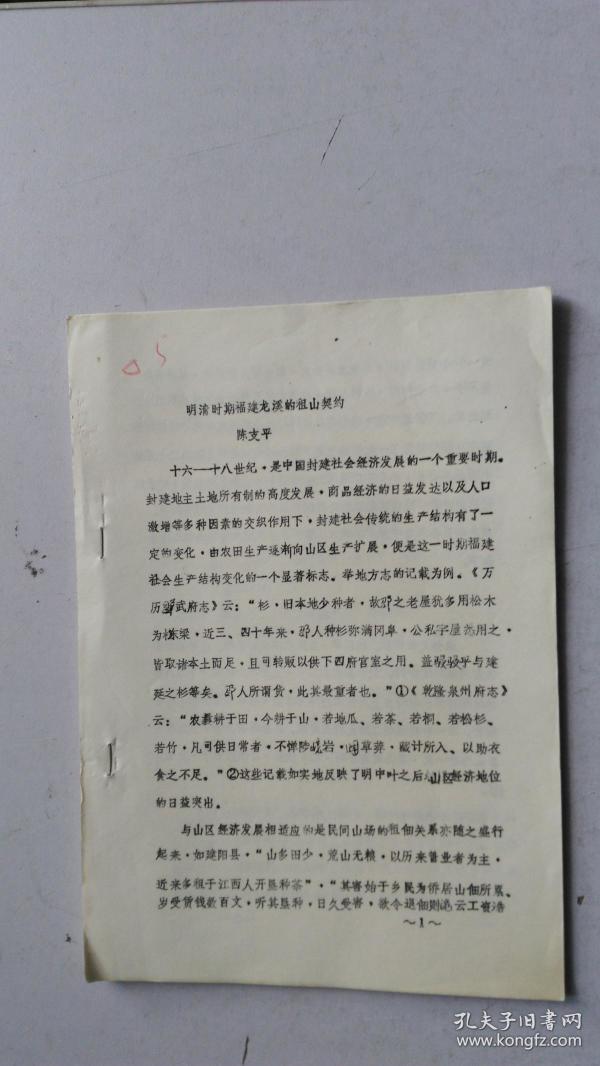 5
明清时期福建龙溪的租山契约
陈支平
十六一十八世纪，是中国封建社会经济发展的一个重要时期。
封建地主土地所有制的高度发展，商品经济的日益发达以及人口
激增等多种因素的交织作用下，封建社会传统的生产结构有了一
定的变化，由农田生产逐渐向山区生产扩展，便是这一时期福建
社会生产结构变化的一个显著标志。举地方志的记载为例。《万
历邵武府志》云：“杉，旧本地少种者，故邵之老屋犹多用松木
为栋梁，近三、四十年来，邵人种杉弥满冈阜，公私宇屋悉用之，
皆取诸本土而足，且可转贩以供下四府官室之用。盖骎骎乎与建
延之杉等矣。邵人所谓货，此其最重者也。”①《乾隆泉州府志》
云：“农耕于田，今耕于山，若地瓜、若茶、若桐、若松杉、
若竹，凡可供日常者，不惮陟岩，草莽，岁计所入、以助衣
食之不足。”②这些记载如实地反映了明中叶之后山区经济地位
的日益突出。
与山区经济发展相适应的是民间山场的租佃关系亦随之盛行
起来，如建阳县，“山多田少，荒山无粮，以历来管业者为主，
近来多租于江西人开垦种茶”，“其害始于乡民为侨居山佃所累、
岁受赁钱数百文，听其垦种，日久受害，欲令退佃则云工资浩
～1～
孔夫子旧书网
www.kongfz.com